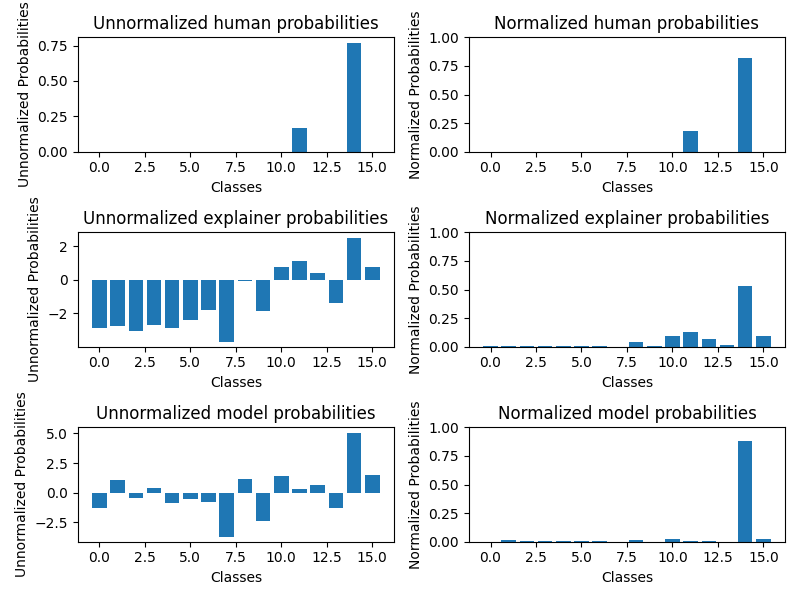 Unnormalized human probabilities
Unnormalized Probabilities
0.75
0.50
0.25
0.00
0.0 2.5 5.0 7.5 10.0 12.5 15.0
Classes
Normalized human probabilities
Normalized Probabilities
1.00
0.75
0.50
0.25
0.00
0.0 2.5 5.0 7.5 10.0 12.5 15.0
Classes
Unnormalized explainer probabilities
Unnormalized Probabilities
2
0
−2
0.0 2.5 5.0 7.5 10.0 12.5 15.0
Classes
Normalized explainer probabilities
Normalized Probabilities
1.00
0.75
0.50
0.25
0.00
0.0 2.5 5.0 7.5 10.0 12.5 15.0
Classes
Unnormalized model probabilities
Unnormalized Probabilities
5.0
2.5
0.0
−2.5
0.0 2.5 5.0 7.5 10.0 12.5 15.0
Classes
Normalized model probabilities
Normalized Probabilities
1.00
0.75
0.50
0.25
0.00
0.0 2.5 5.0 7.5 10.0 12.5 15.0
Classes